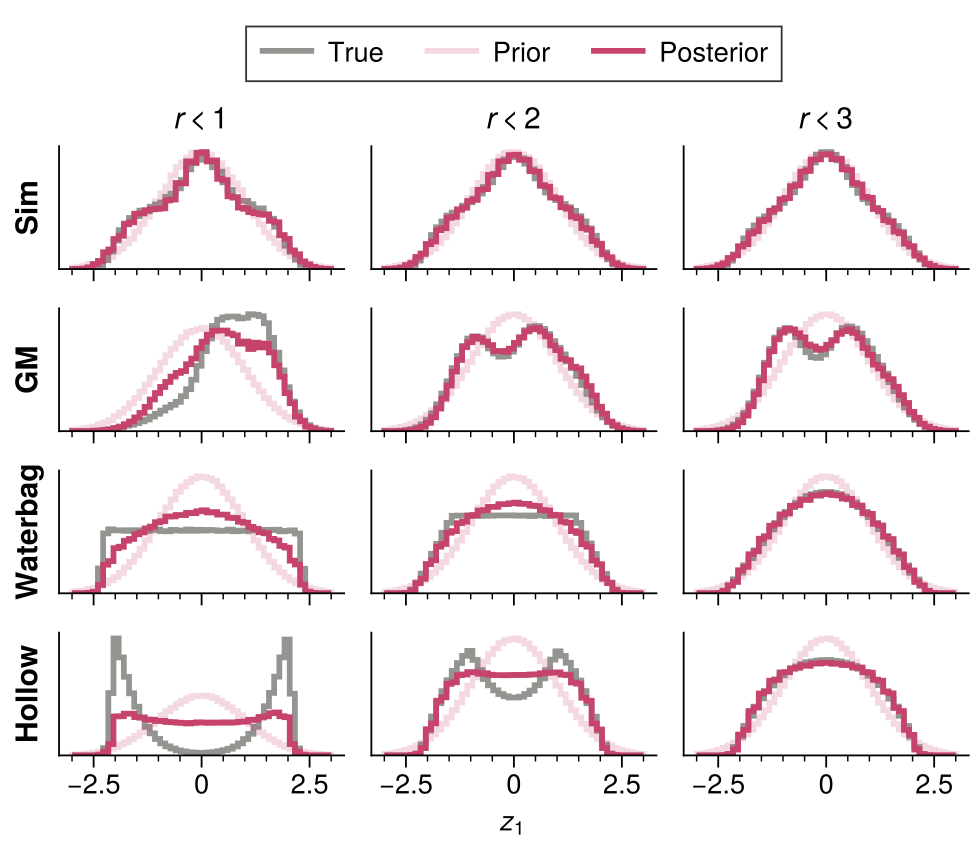 True Prior Posterior
r < 1 r < 2 r < 3
Sim
GM
Waterbag
Hollow
−2.5 0 2.5 −2.5 0 2.5 −2.5 0 2.5
z₁